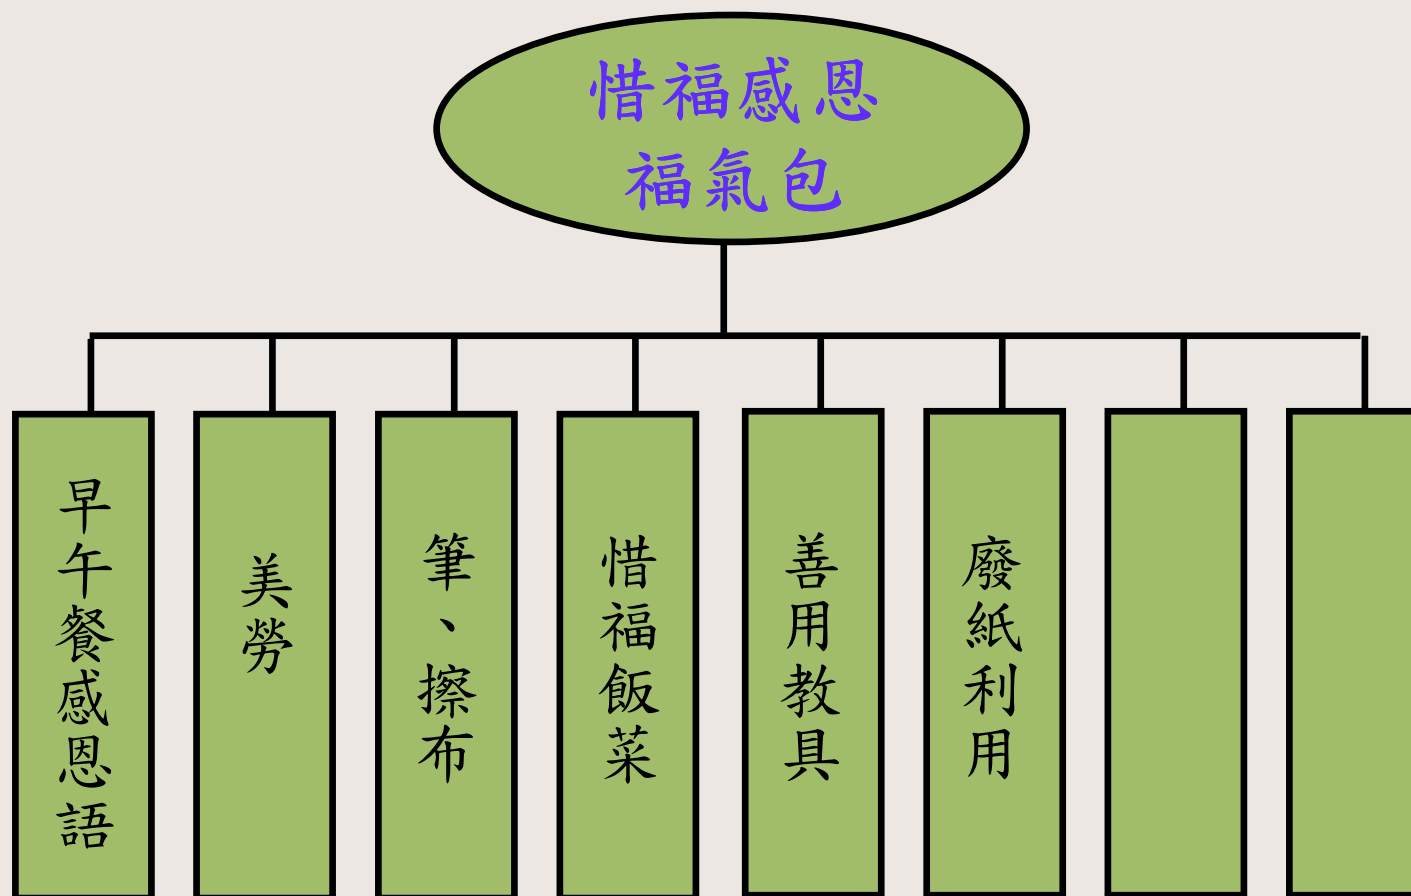 惜福感恩
福氣包
早午餐感恩語
美勞
筆、擦布
惜福飯菜
善用教具
廢紙利用